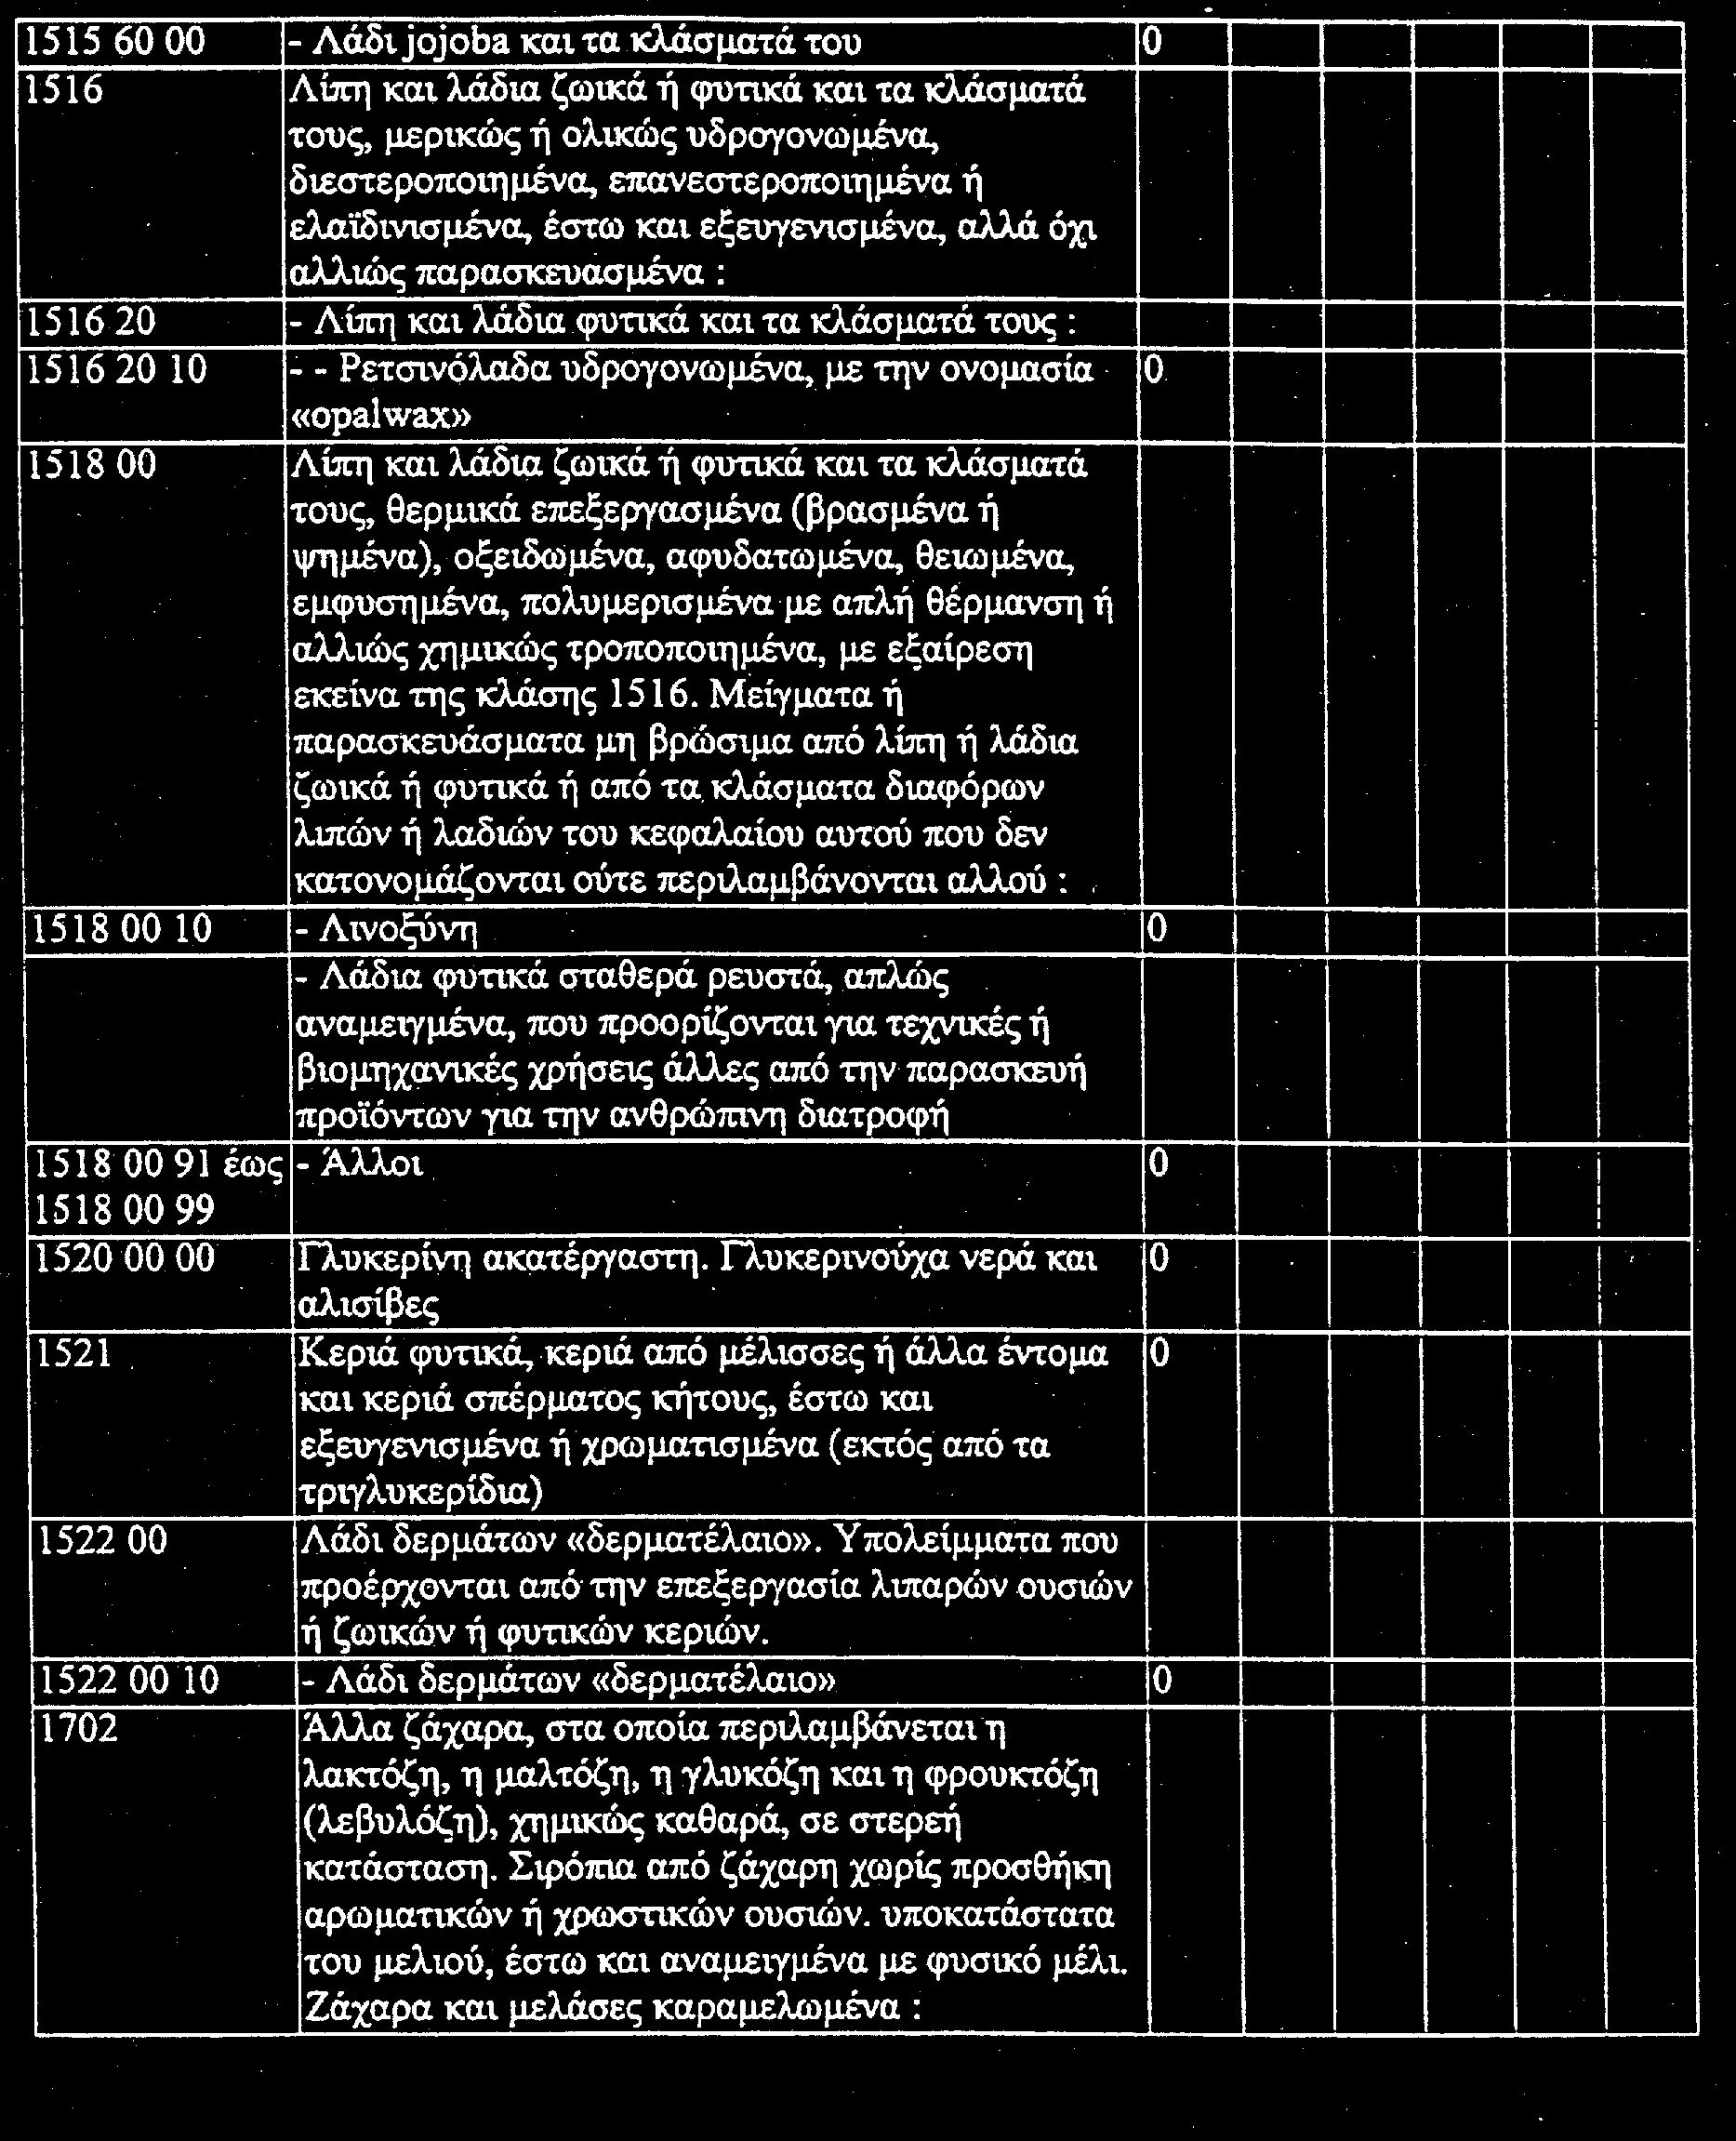 1515 60 00 - Λάδι jojoba και τα κλάσματά του 0
1516 Λίπη και λάδια ζωικά ή φυτικά και τα κλάσματά
τους, μερικώς ή ολικώς υδρογονωμένα,
διεστεροποιημένα, επανεστεροποιημένα ή
ελαϊδινισμένα, έστω και εξευγενισμένα, αλλά όχι
αλλιώς παρασκευασμένα :
1516 20 - Λίπη και λάδια φυτικά και τα κλάσματά τους :
1516 20 10 - - Ρετσινόλαδα υδρογονωμένα, με την ονομασία 0
«opalwax»
1518 00 Λίπη και λάδια ζωικά ή φυτικά και τα κλάσματά
τους, θερμικά επεξεργασμένα (βρασμένα ή
ψημένα), οξειδωμένα, αφυδατωμένα, θειωμένα,
εμφυσημένα, πολυμερισμένα με απλή θέρμανση ή
αλλιώς χημικώς τροποποιημένα, με εξαίρεση
εκείνα της κλάσης 1516. Μείγματα ή
παρασκευάσματα μη βρώσιμα από λίπη ή λάδια
ζωικά ή φυτικά ή από τα κλάσματα διαφόρων
λιπών ή λαδιών του κεφαλαίου αυτού που δεν
κατονομάζονται ούτε περιλαμβάνονται αλλού :
1518 00 10 - Λινοξύνη 0
- Λάδια φυτικά σταθερά ρευστά, απλώς
αναμειγμένα, που προορίζονται για τεχνικές ή
βιομηχανικές χρήσεις άλλες από την παρασκευή
προϊόντων για την ανθρώπινη διατροφή
1518 00 91 έως - Άλλοι 0
1518 00 99
1520 00 00 Γλυκερίνη ακατέργαστη. Γλυκερινούχα νερά και 0
αλισίβες
1521 Κεριά φυτικά, κεριά από μέλισσες ή άλλα έντομα 0
και κεριά σπέρματος κήτους, έστω και
εξευγενισμένα ή χρωματισμένα (εκτός από τα
τριγλυκερίδια)
1522 00 Λάδι δερμάτων «δερματέλαιο». Υπολείμματα που
προέρχονται από την επεξεργασία λιπαρών ουσιών
ή ζωικών ή φυτικών κεριών.
1522 00 10 - Λάδι δερμάτων «δερματέλαιο» 0
1702 Άλλα ζάχαρα, στα οποία περιλαμβάνεται η
λακτόζη, η μαλτόζη, η γλυκόζη και η φρουκτόζη
(λεβυλόζη), χημικώς καθαρά, σε στερεή
κατάσταση. Σιρόπια από ζάχαρη χωρίς προσθήκη
αρωματικών ή χρωστικών ουσιών. υποκατάστατα
του μελιού, έστω και αναμειγμένα με φυσικό μέλι.
Ζάχαρα και μελάσες καραμελωμένα :